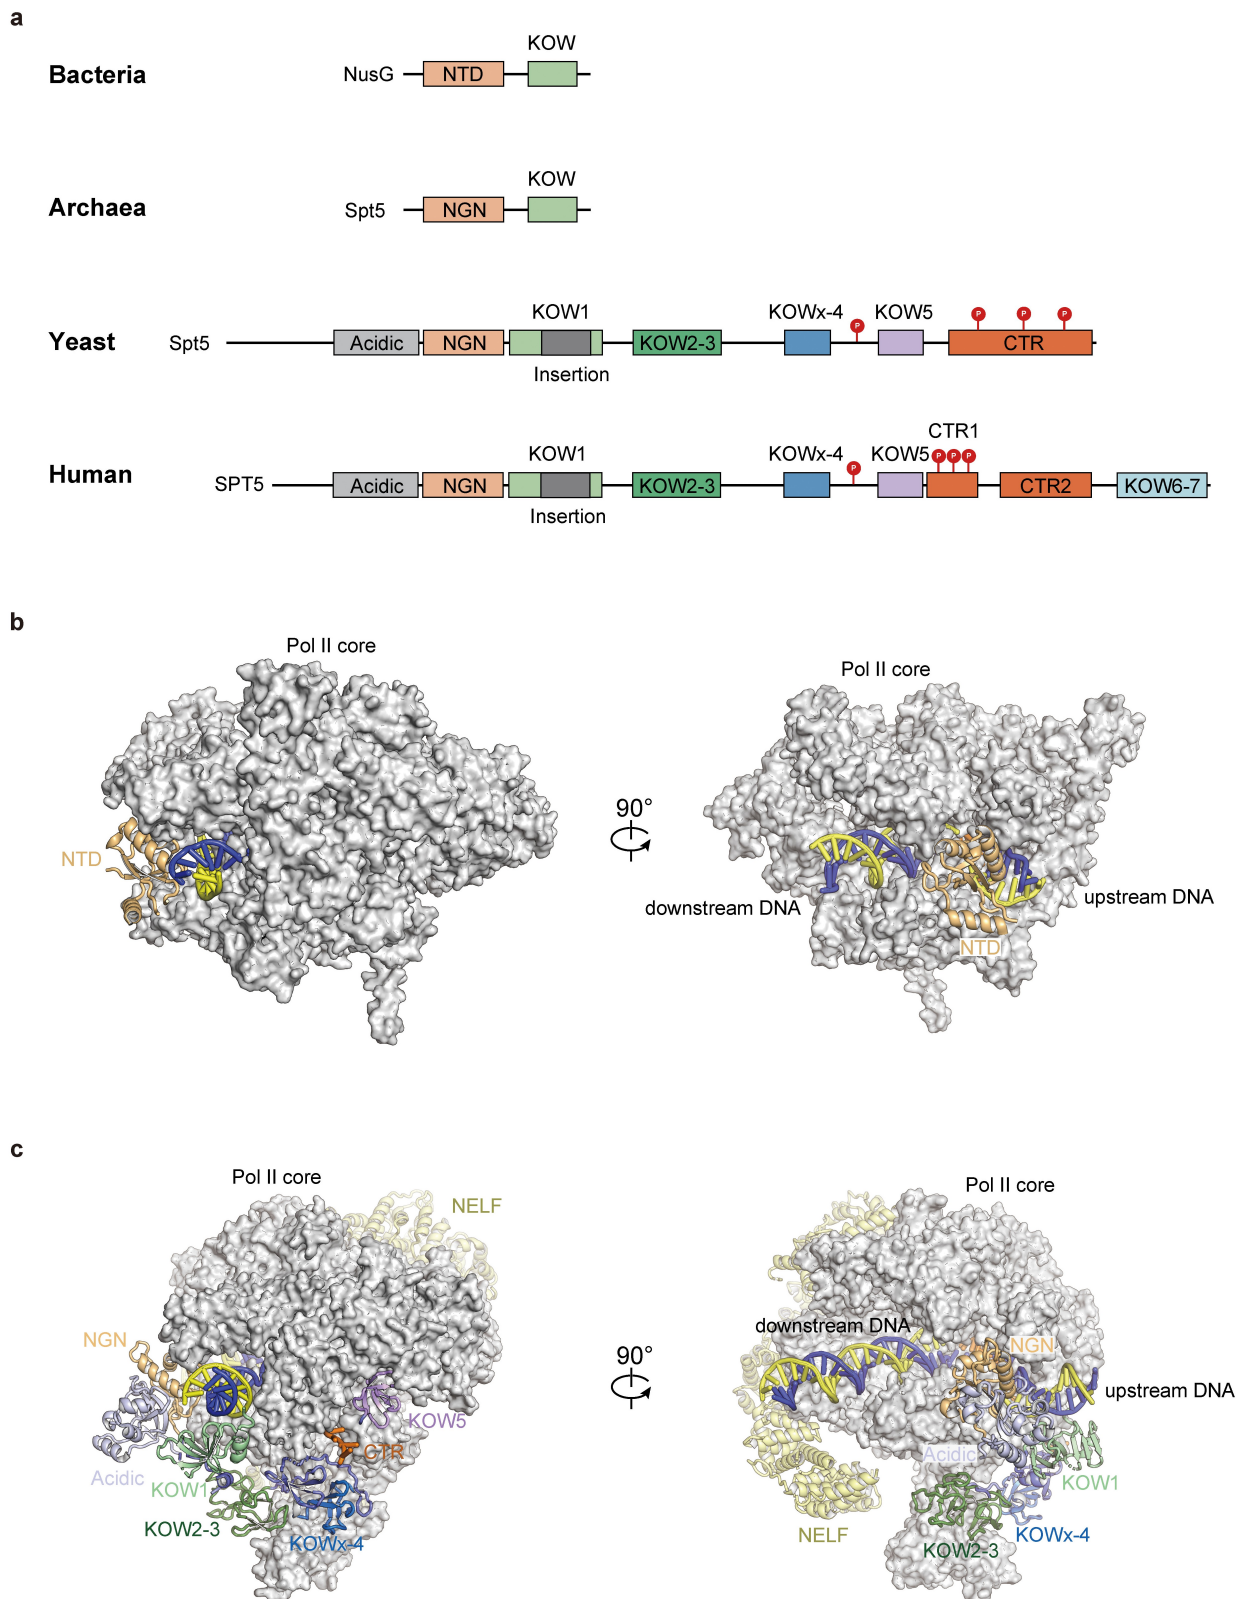 a
KOW
Bacteria
NusG
NTD
KOW
Archaea
Spt5
NGN
KOW1
KOWx-4
P
KOW5
P
P
P
Yeast
Spt5
Acidic
NGN
KOW2-3
CTR
Insertion
CTR1
KOW1
KOWx-4
P
KOW5
P
P
P
Human
SPT5
Acidic
NGN
KOW2-3
CTR2
KOW6-7
Insertion
b
Pol II core
NTD
90°
Pol II core
downstream DNA
upstream DNA
NTD
c
Pol II core
NELF
NGN
KOW5
CTR
Acidic
KOW1
KOW2-3
KOWx-4
90°
Pol II core
downstream DNA
NGN
upstream DNA
Acidic
KOW1
NELF
KOWx-4
KOW2-3